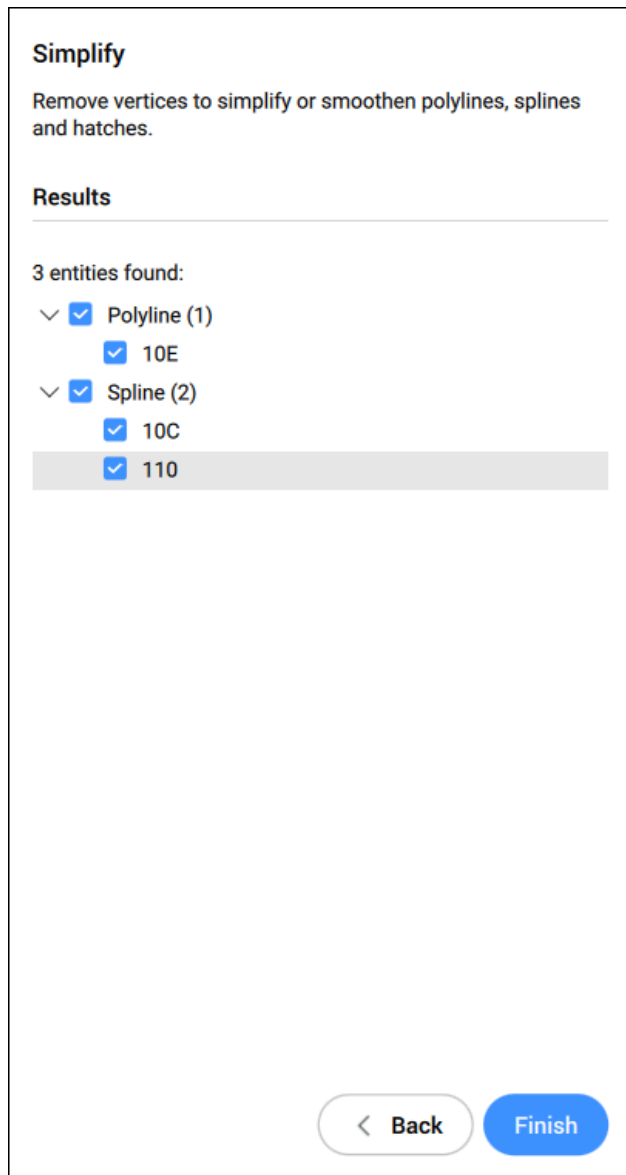 Simplify
Remove vertices to simplify or smoothen polylines, splines
and hatches.
Results
3 entities found:
Polyline (1)
10E
Spline (2)
10C
110
Back
Finish